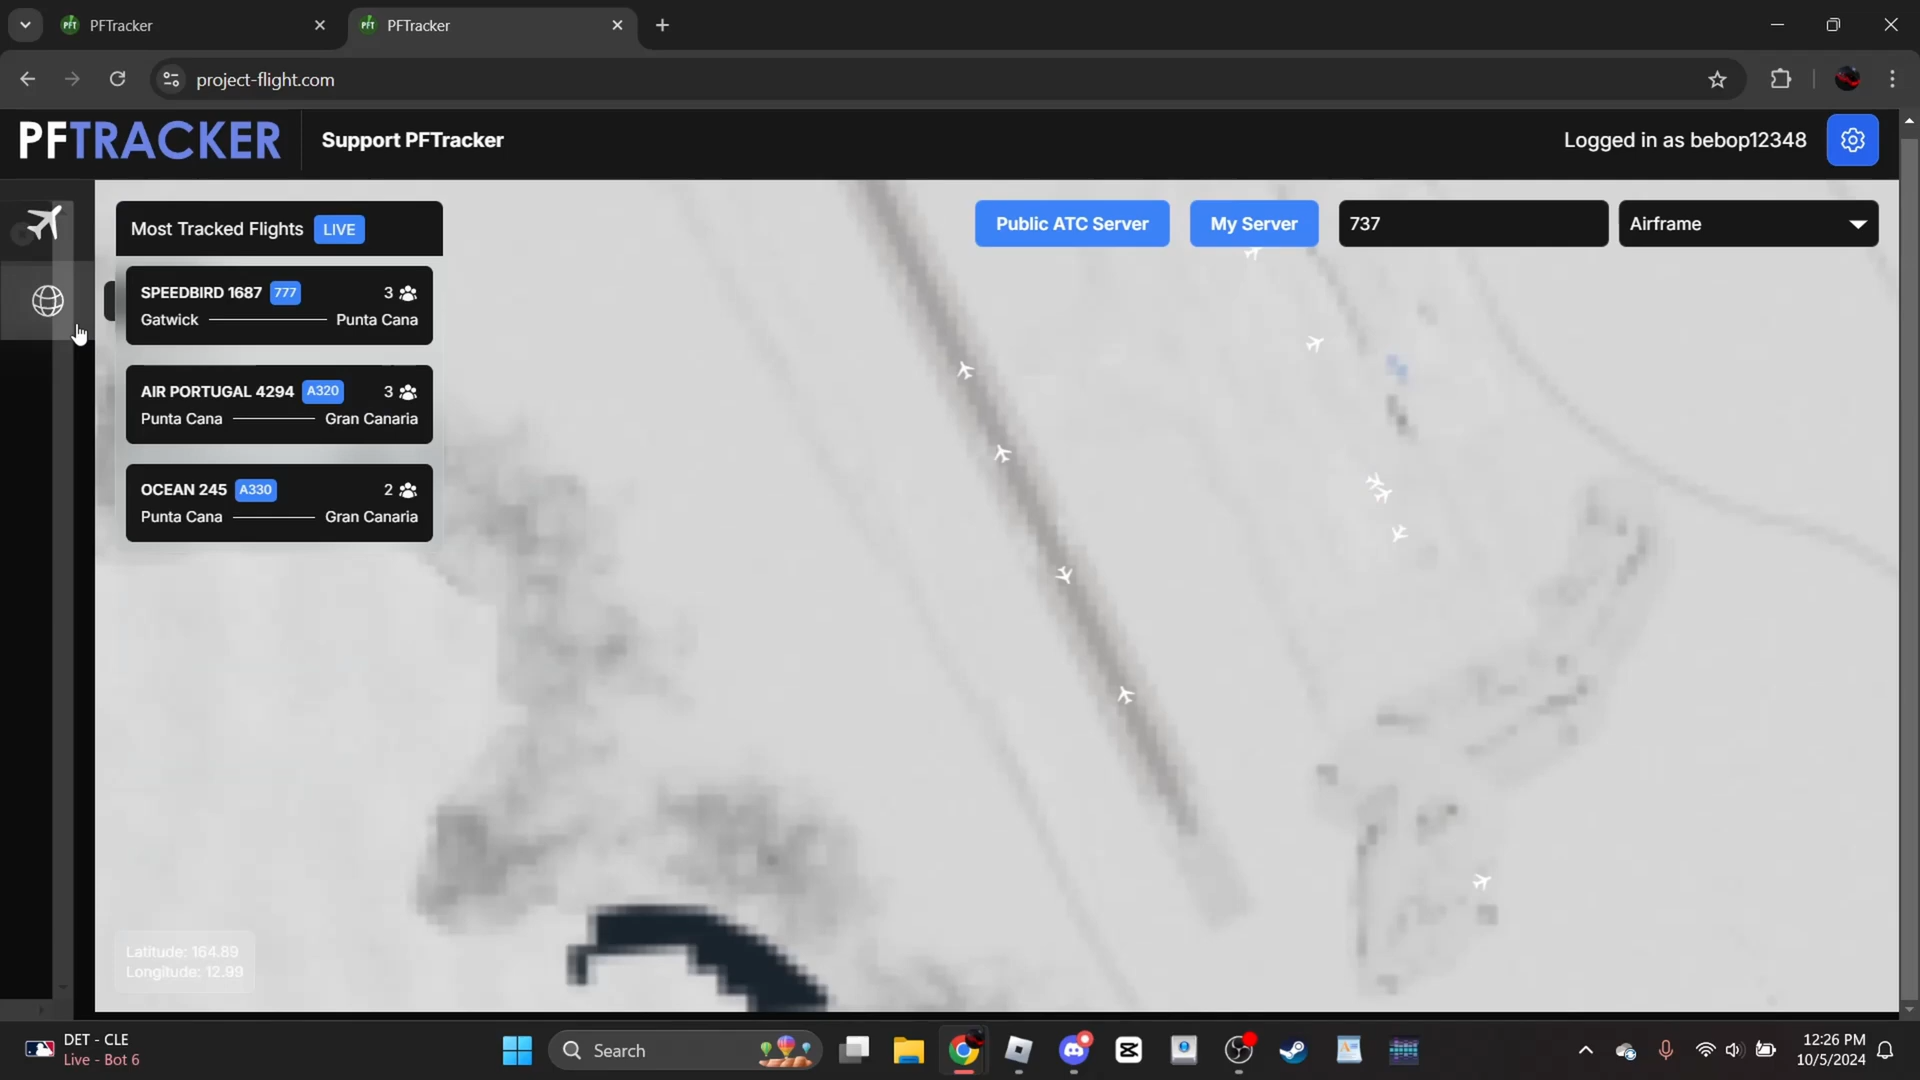 PFT PFTracker
PFT PFTracker
project-flight.com
PFTRACKER
Support PFTracker
Logged in as bebop12348
Most Tracked Flights LIVE
Public ATC Server
My Server
737
Airframe
SPEEDBIRD 1687 777 3
Gatwick Punta Cana
AIR PORTUGAL 4294 A320 3
Punta Cana Gran Canaria
OCEAN 245 A330 2
Punta Cana Gran Canaria
Latitude: 164.89
Longitude: 12.99
DET - CLE
Live - Bot 6
Search
12:26 PM
10/5/2024